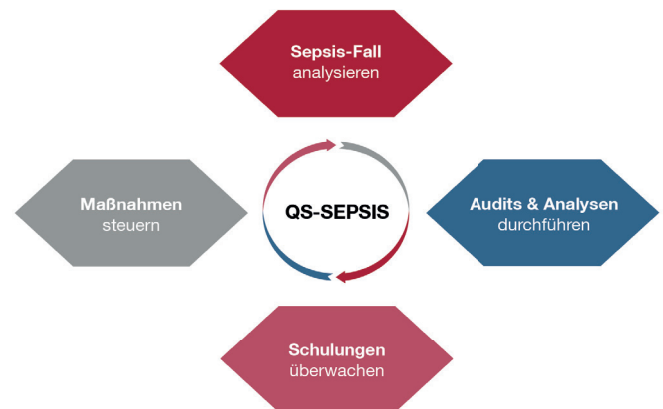 Sepsis-Fall
analysieren
Maßnahmen
steuern
QS-SEPSIS
Audits & Analysen
durchführen
Schulungen
überwachen